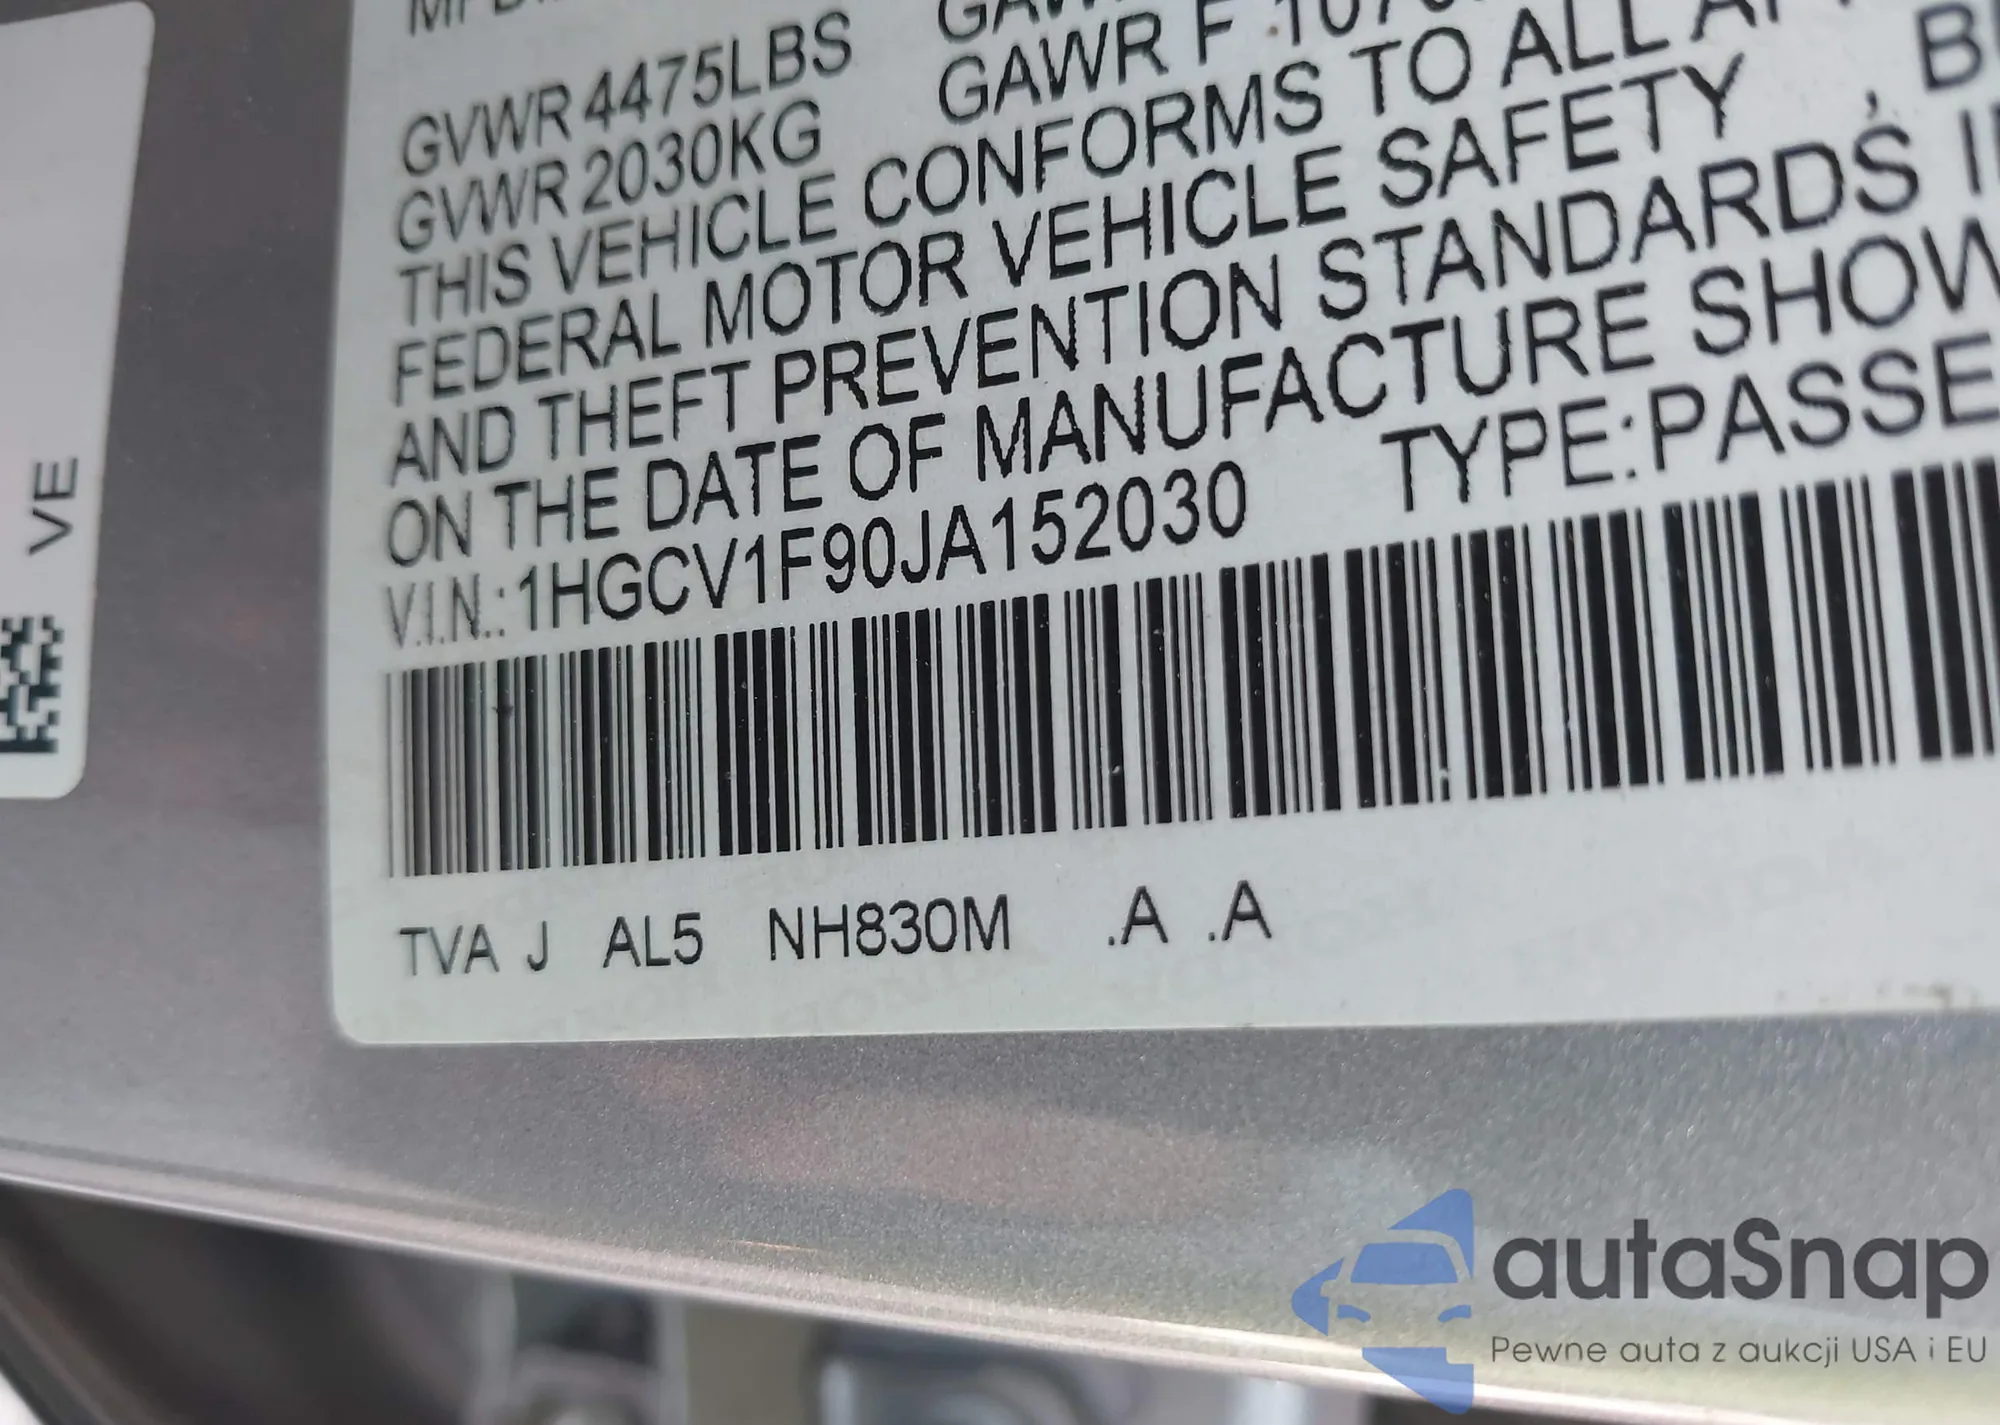 GVWR 4475LBS
GVWR 2030KG GAWR F
THIS VEHICLE CONFORMS TO ALL
FEDERAL MOTOR VEHICLE SAFETY
AND THEFT PREVENTION STANDARDS
ON THE DATE OF MANUFACTURE SHOW
V.I.N.:1HGCV1F90JA152030 TYPE:PASSE
TVA J AL5 NH830M .A .A
VE
autaSnap
Pewne auta z aukcji USA i EU